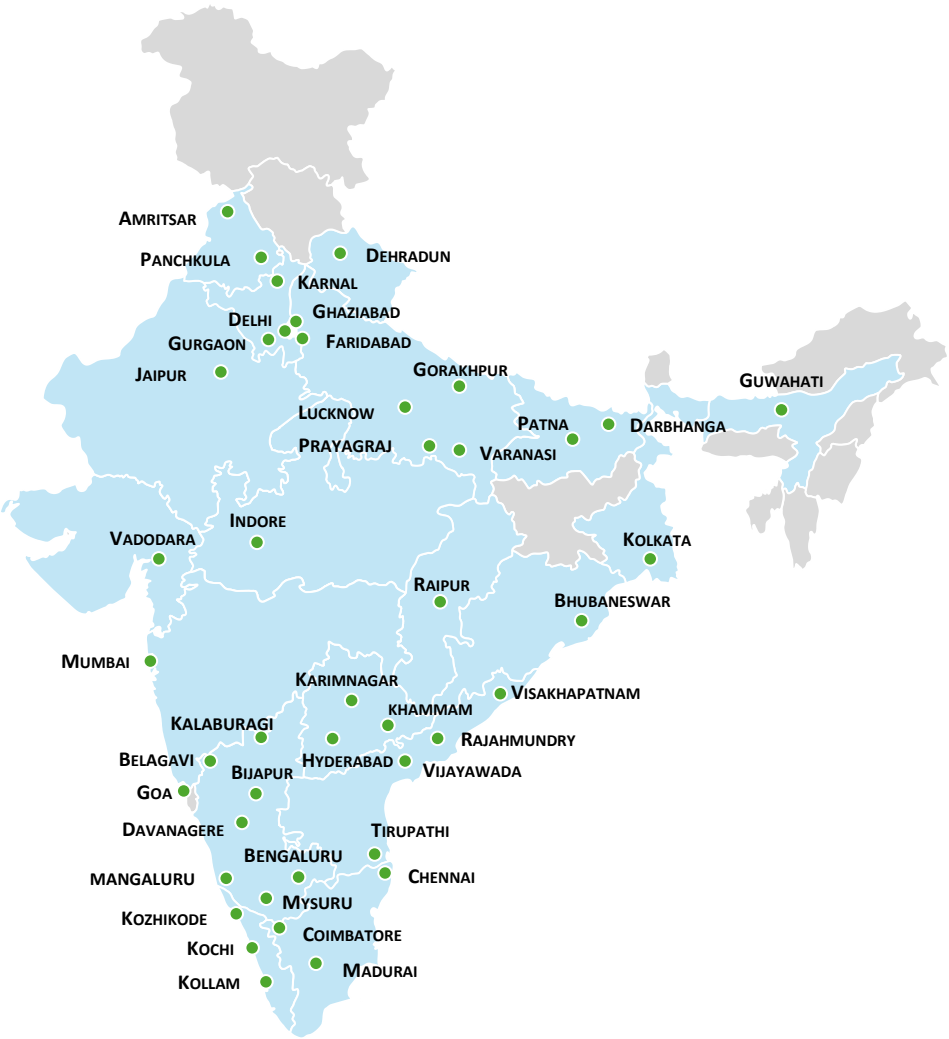 AMRITSAR
PANCHKULA
DEHRADUN
KARNAL
GHAZIABAD
DELHI
FARIDABAD
GURGAON
JAIPUR
GORAKHPUR
GUWAHATI
LUCKNOW
PATNA
DARBHANGA
PRAYAGRAJ
VARANASI
INDORE
VADODARA
KOLKATA
RAIPUR
BHUBANESWAR
MUMBAI
KARIMNAGAR
VISAKHAPATNAM
KHAMMAM
KALABURAGI
RAJAHMUNDRY
BELAGAVI
HYDERABAD
VIJAYAWADA
BIJAPUR
GOA
DAVANAGERE
TIRUPATHI
BENGALURU
CHENNAI
MANGALURU
MYSURU
KOZHIKODE
COIMBATORE
KOCHI
MADURAI
KOLLAM